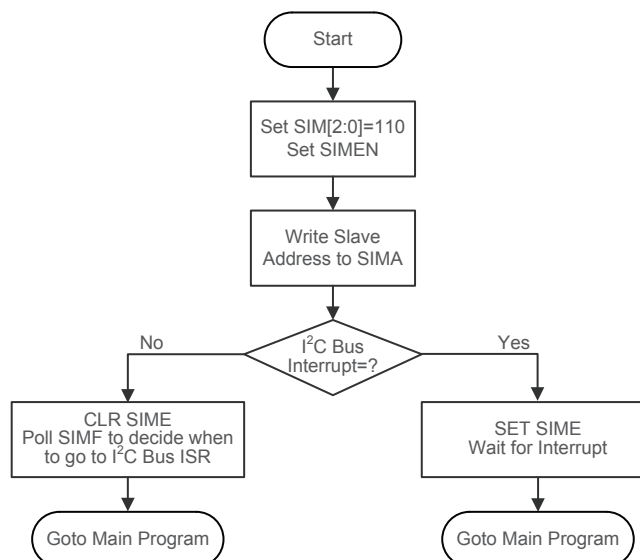 Start
Set SIM[2:0]=110
Set SIMEN
Write Slave
Address to SIMA
I²C Bus
Interrupt=?
No
Yes
CLR SIME
Poll SIMF to decide when
to go to I²C Bus ISR
SET SIME
Wait for Interrupt
Goto Main Program
Goto Main Program